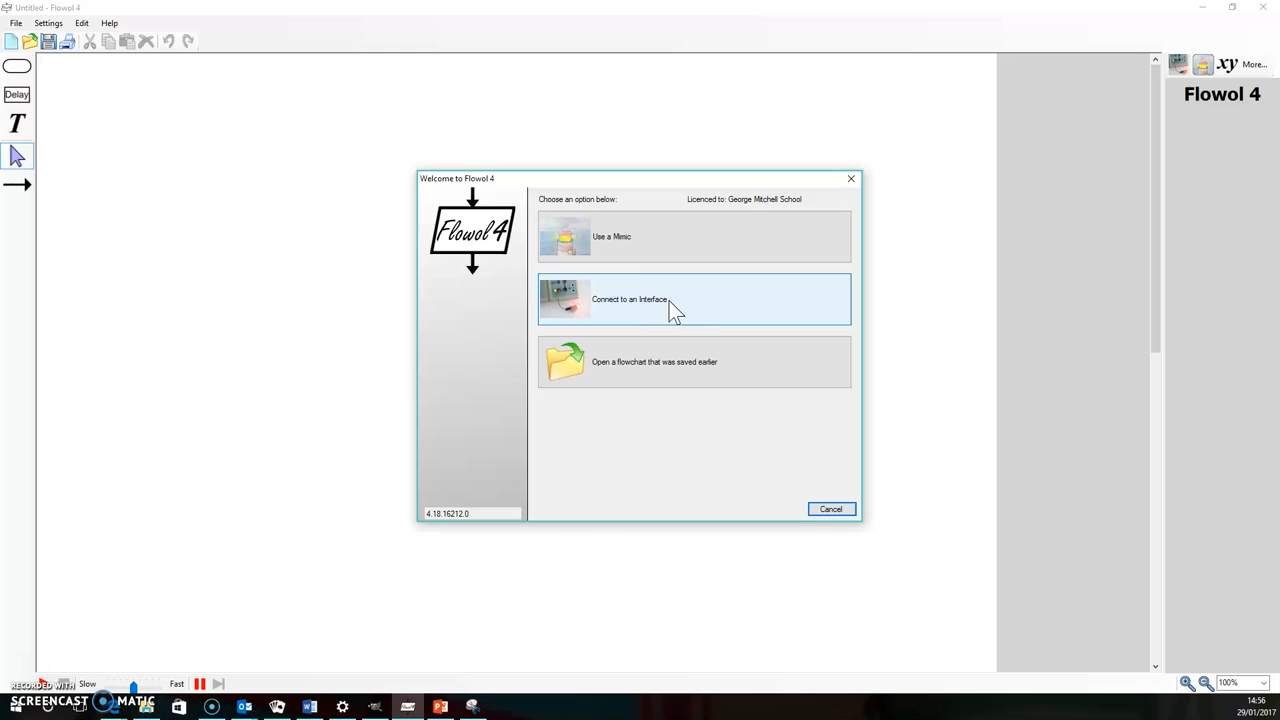 Untitled - Flowol 4
File Settings Edit Help
Delay
T
xy More...
Flowol 4
Welcome to Flowol 4
Choose an option below: Licenced to: George Mitchell School
Flowol 4
Use a Mimic
Connect to an Interface
Open a flowchart that was saved earlier
Cancel
4.18.16212.0
Slow Fast
100%
RECORDED WITH
SCREENCAST MATIC
14:56
29/01/2017